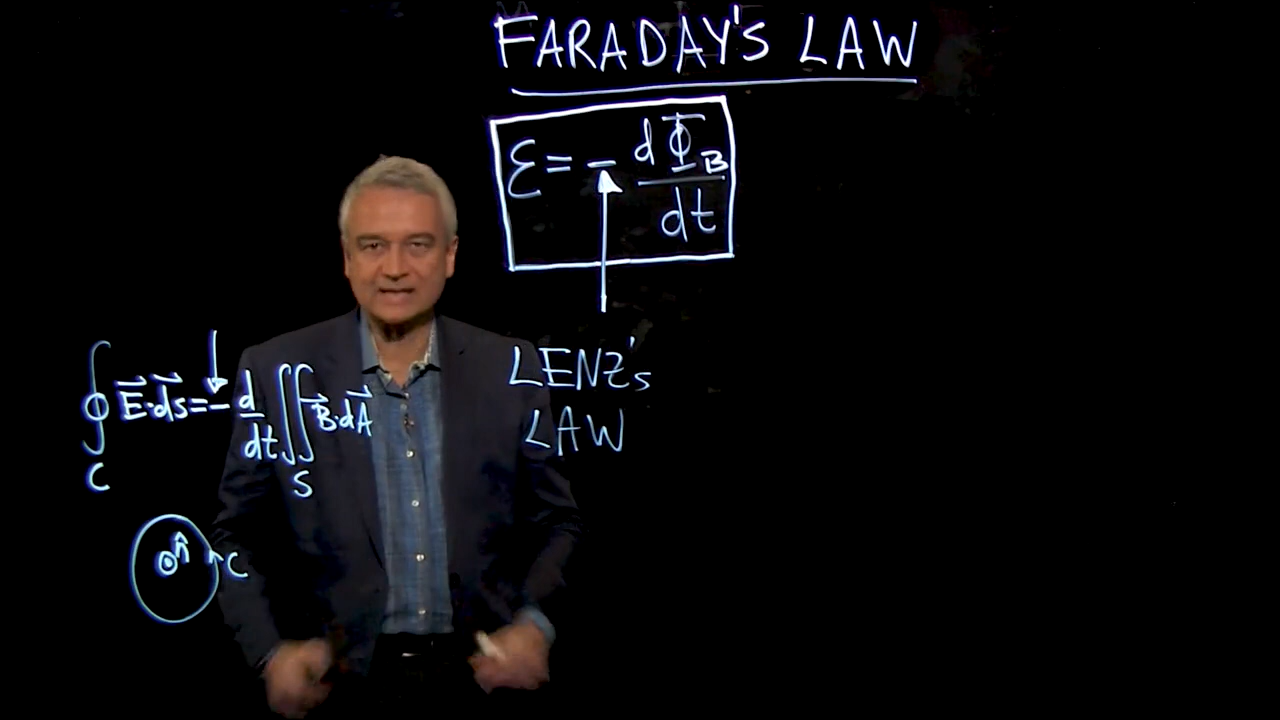 FARADAY'S LAW
ℰ = - dΦ_B/dt
LENZ's
LAW
∮_C E⃗·ds⃗ = - d/dt ∬_S B⃗·dA⃗
n̂
C